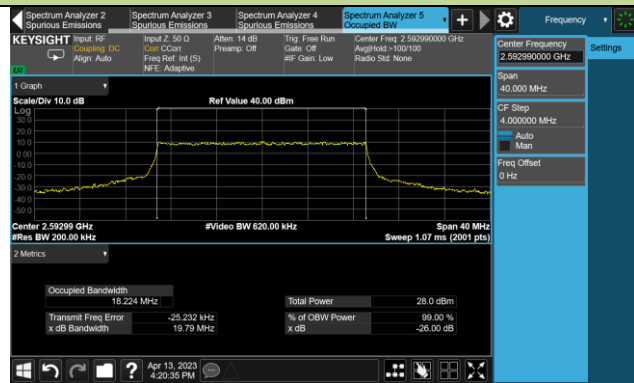 Spectrum Analyzer 2
Spurious Emissions
Spectrum Analyzer 3
Spurious Emissions
Spectrum Analyzer 4
Spurious Emissions
Spectrum Analyzer 5
Occupied BW
Frequency
KEYSIGHT
Input: RF
Coupling: DC
Align: Auto
Input Z: 50 Ω
Corr CCorr
Freq Ref: Int (S)
NFE: Adaptive
Atten: 14 dB
Preamp: Off
Trig: Free Run
Gate: Off
#IF Gain: Low
Center Freq: 2.592990000 GHz
Avg|Hold:>100/100
Radio Std: None
Center Frequency
2.592990000 GHz
Settings
Span
40.000 MHz
CF Step
4.000000 MHz
Auto
Man
Freq Offset
0 Hz
1 Graph
Scale/Div 10.0 dB
Ref Value 40.00 dBm
Log
30.0
20.0
10.0
0.00
-10.0
-20.0
-30.0
-40.0
-50.0
Center 2.59299 GHz
#Video BW 620.00 kHz
Span 40 MHz
#Res BW 200.00 kHz
Sweep 1.07 ms (2001 pts)
2 Metrics
Occupied Bandwidth
18.224 MHz
Total Power
28.0 dBm
Transmit Freq Error
-25.232 kHz
% of OBW Power
99.00 %
x dB Bandwidth
19.79 MHz
x dB
-26.00 dB
Apr 13, 2023
4:20:35 PM